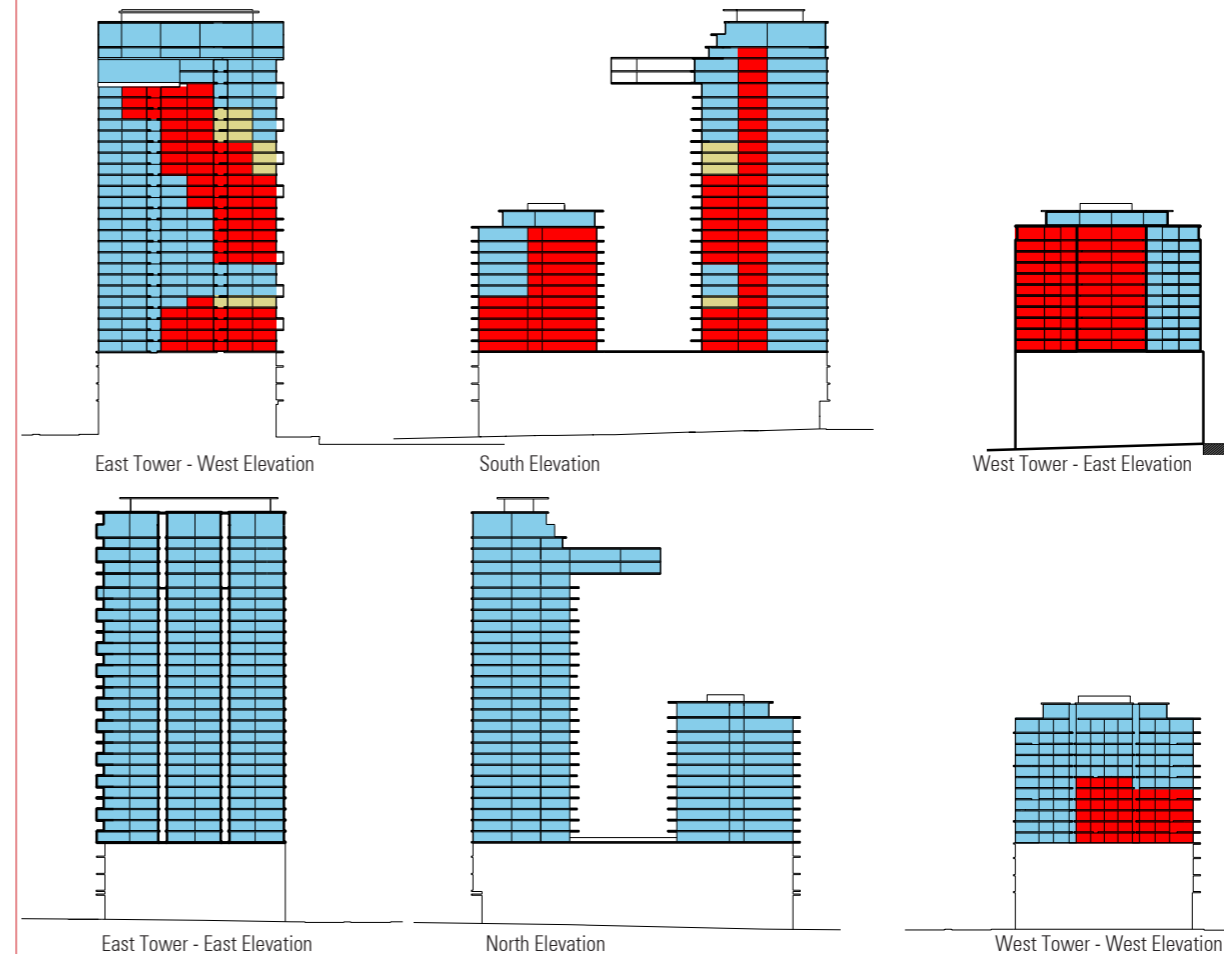 East Tower - West Elevation
South Elevation
West Tower - East Elevation
East Tower - East Elevation
North Elevation
West Tower - West Elevation